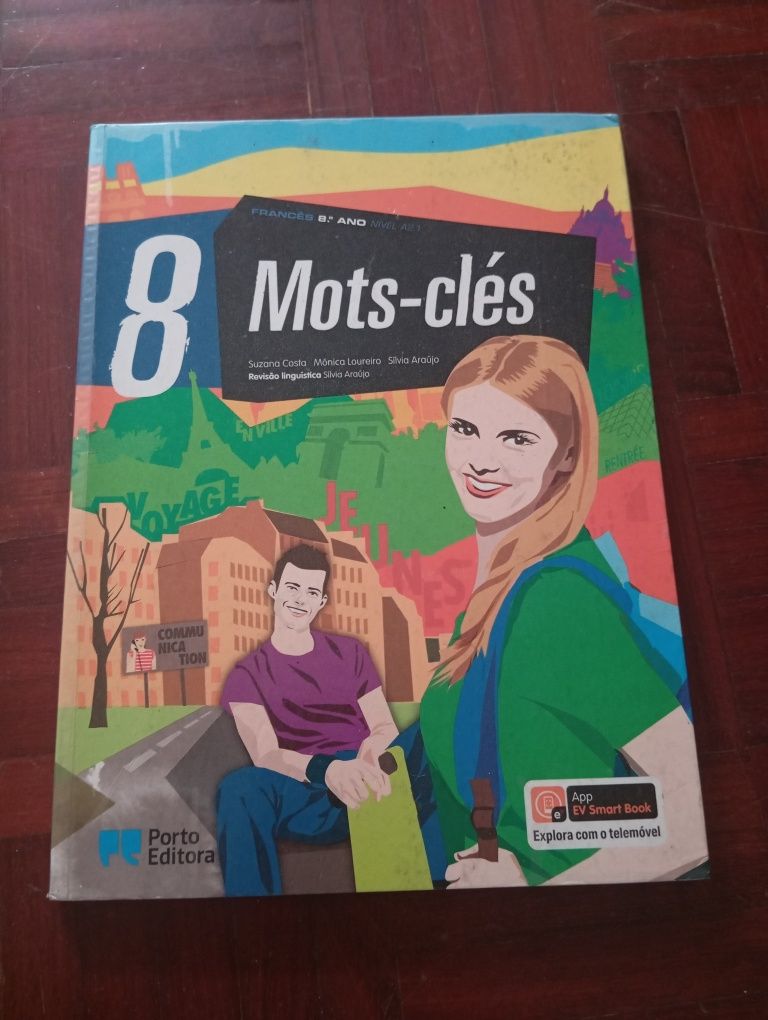 FRANCÊS 8.º ANO NÍVEL A2.1
8
Mots-clés
Suzana Costa Mónica Loureiro Sílvia Araújo
Revisão linguística Sílvia Araújo
EN VILLE
RENTRÉE
VOYAGE
JEUNES
COMMU
NICA
TION
App
e EV Smart Book
Explora com o telemóvel
Porto
Editora